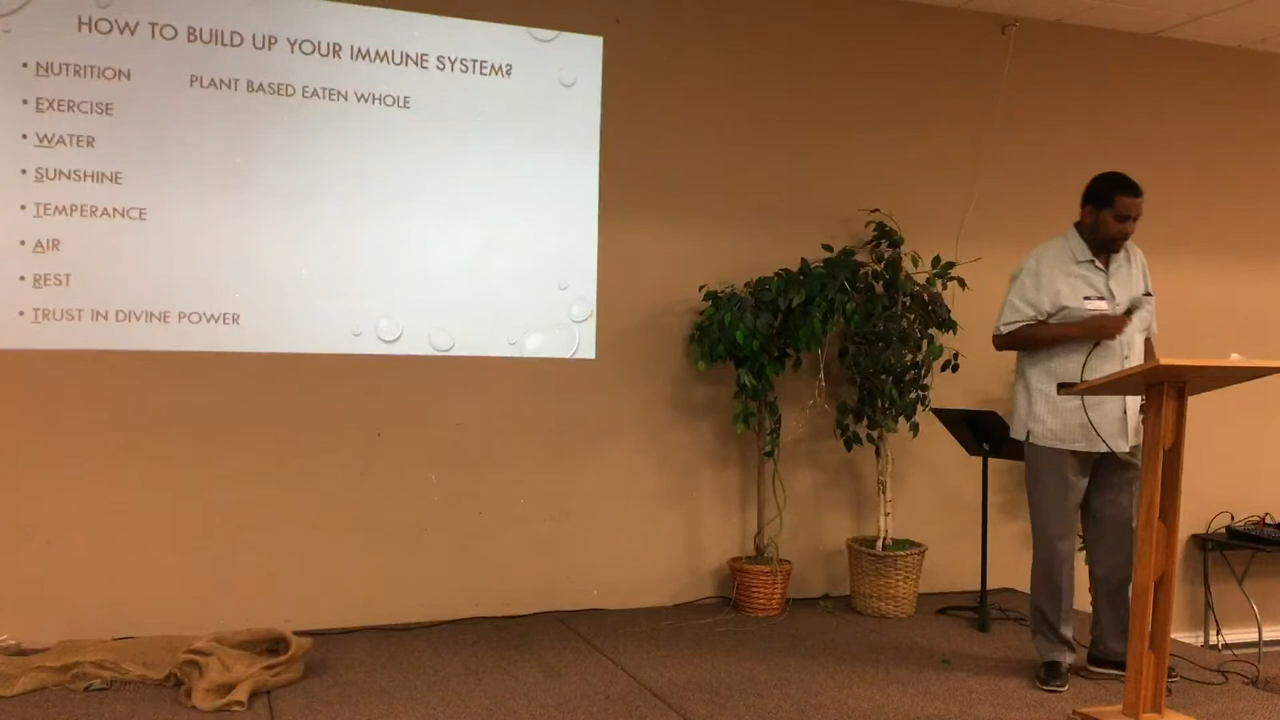 HOW TO BUILD UP YOUR IMMUNE SYSTEM?
• NUTRITION PLANT BASED EATEN WHOLE
• EXERCISE
• WATER
• SUNSHINE
• TEMPERANCE
• AIR
• REST
• TRUST IN DIVINE POWER